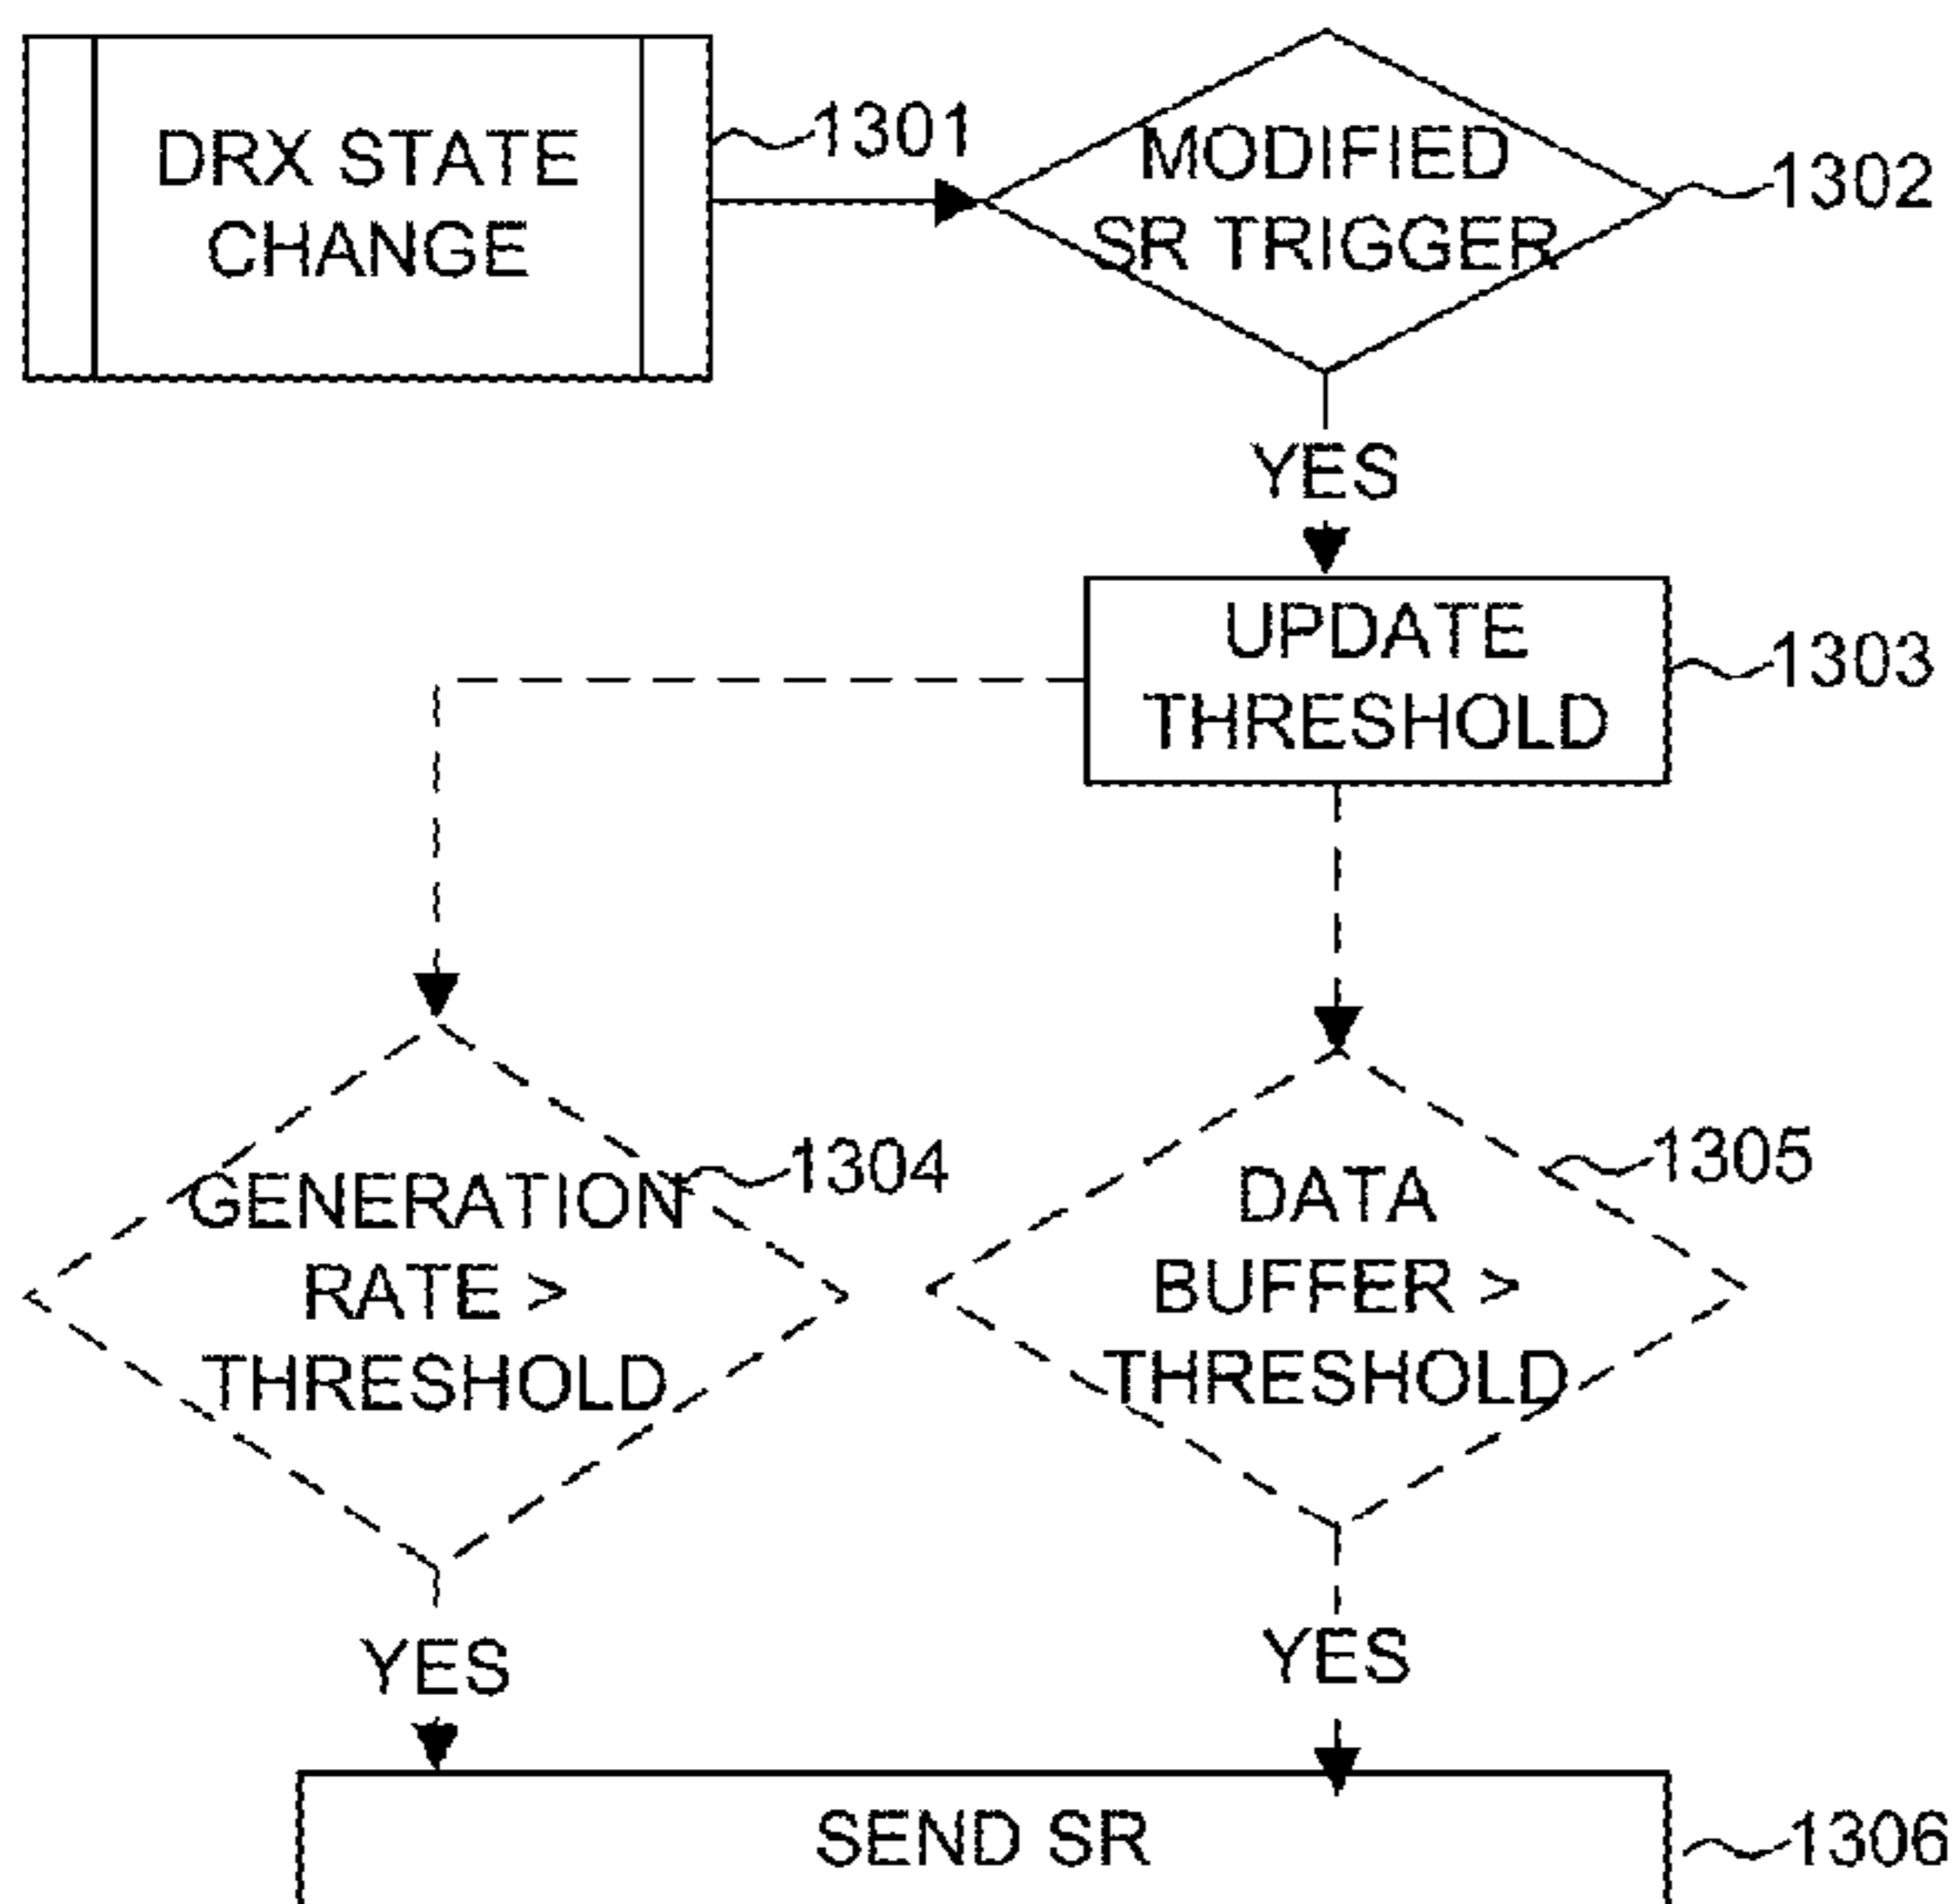 DRX STATE
CHANGE
1301
MODIFIED
SR TRIGGER
1302
YES
UPDATE
THRESHOLD
1303
GENERATION
RATE >
THRESHOLD
1304
DATA
BUFFER >
THRESHOLD
1305
YES
YES
SEND SR
1306